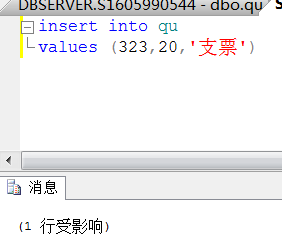 DBSERVER.S1605990544 - dbo.qu
insert into qu
values (323,20,'支票')
消息
(1 行受影响)